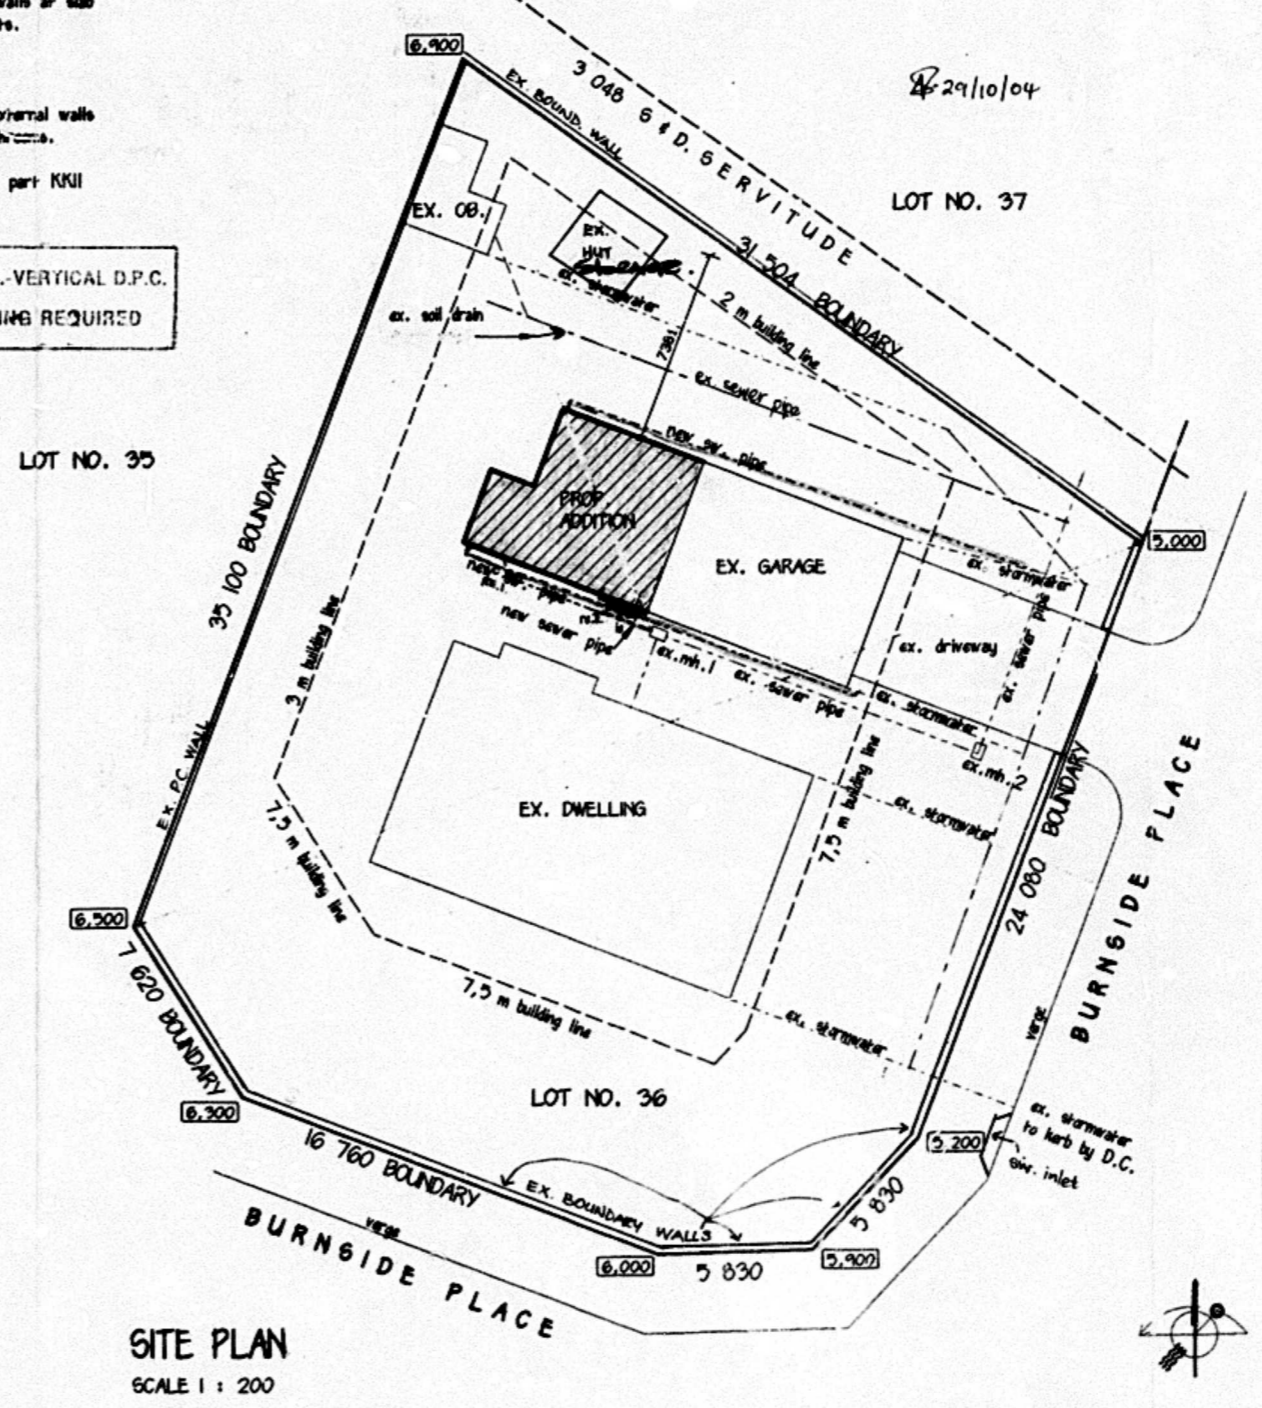 6,900
EX. BOUND. WALL
3 048 S & D. SERVITUDE
29/10/04
LOT NO. 37
walls
part KKII
EX. OB.
EX.
HUT
ex. stormwater
31 504 BOUNDARY
2 m building line
-VERTICAL D.P.C.
REQUIRED
ex. soil drain
7381
ex. sewer pipe
new sw. pipe
LOT NO. 35
35 100 BOUNDARY
PROP
ADDITION
EX. GARAGE
5,000
ex. stormwater
ex. sewer pipe
ex. driveway
new sw. pipe
new sewer pipe
ex.mh.1
ex. sewer pipe
ex. stormwater
ex.mh.2
3 m building line
EX. P.C. WALL
EX. DWELLING
7,5 m building line
ex. stormwater
24 080 BOUNDARY
BURNSIDE PLACE
verge
7,5 m building line
6,500
7 620 BOUNDARY
7,5 m building line
ex. stormwater
LOT NO. 36
6,300
16 760 BOUNDARY
5,200
ex. stormwater
to kerb by D.C.
sw. inlet
EX. BOUNDARY WALLS
5 830
verge
BURNSIDE PLACE
6,000
5 830
5,900
SITE PLAN
SCALE 1 : 200